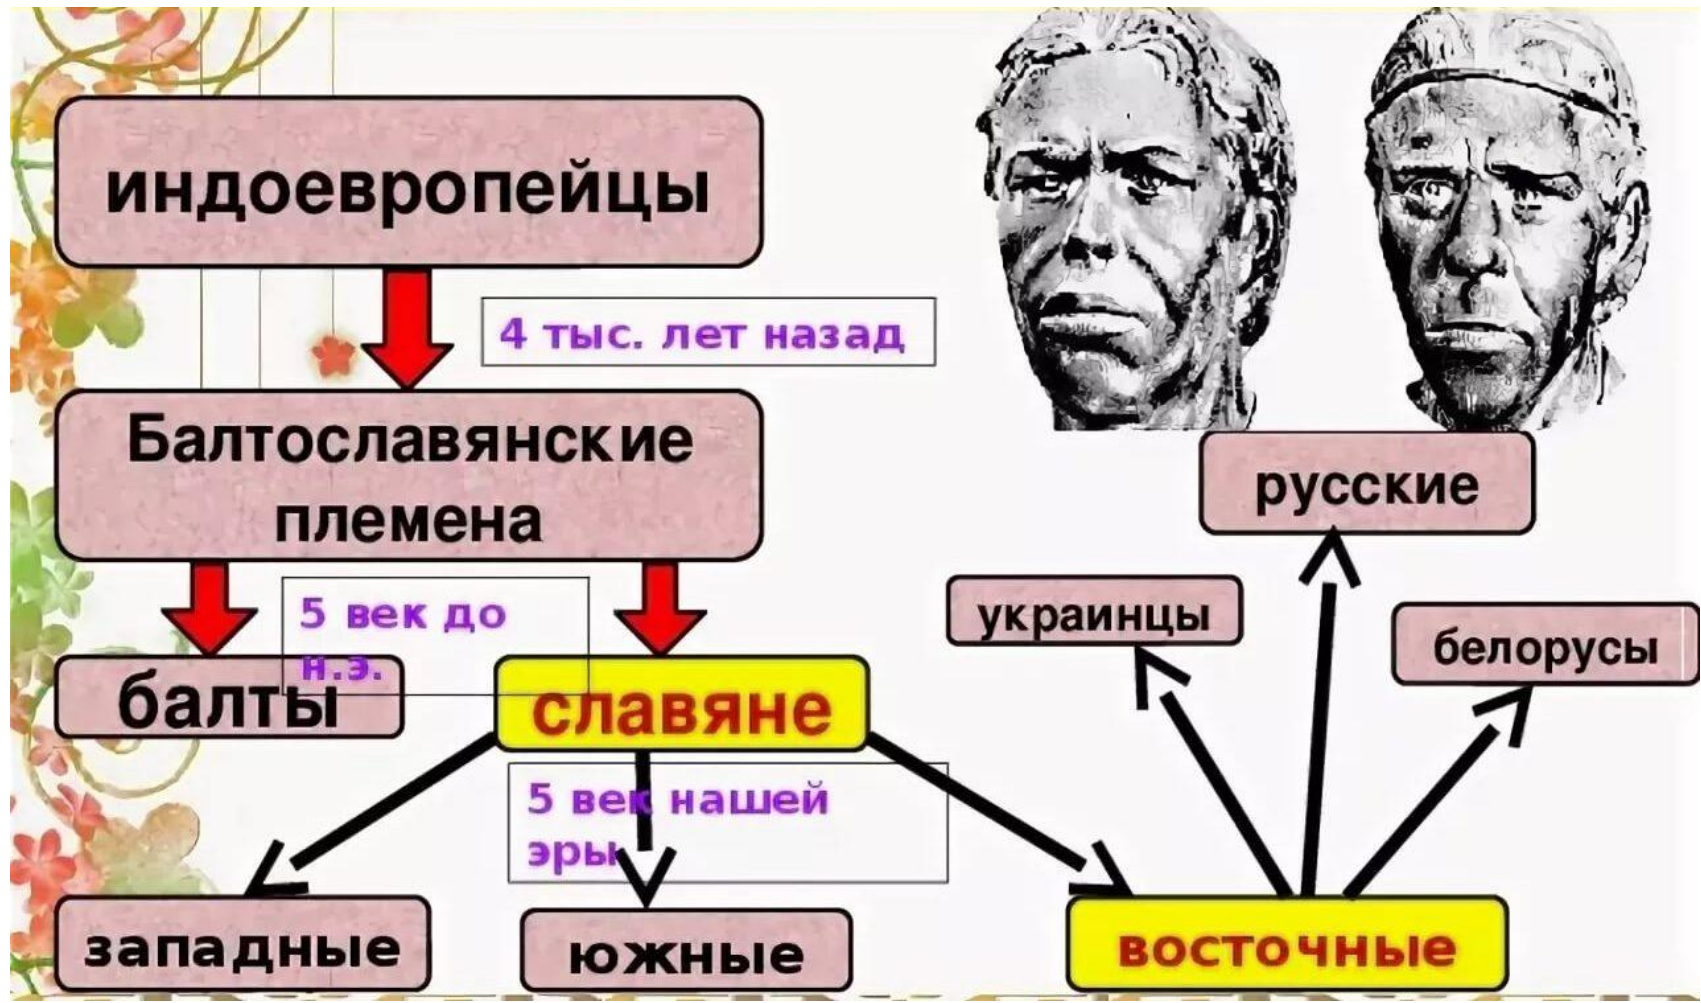 индоевропейцы
4 тыс. лет назад
Балтославянские
племена
5 век до
н.э.
балты
славяне
5 век нашей
эры
западные
южные
восточные
украинцы
русские
белорусы